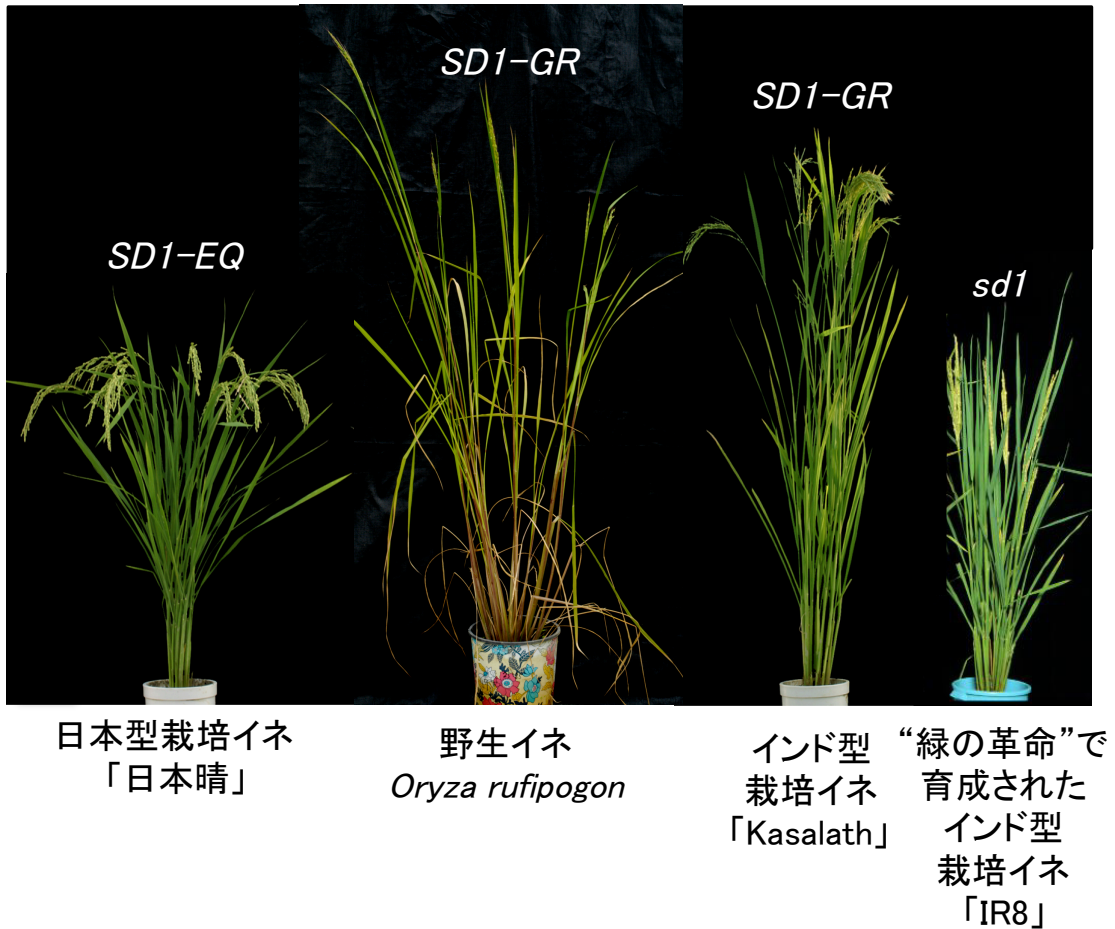 SD1-EQ
SD1-GR
SD1-GR
sd1
日本型栽培イネ
「日本晴」
野生イネ
Oryza rufipogon
インド型
栽培イネ
「Kasalath」
“緑の革命”で
育成された
インド型
栽培イネ
「IR8」